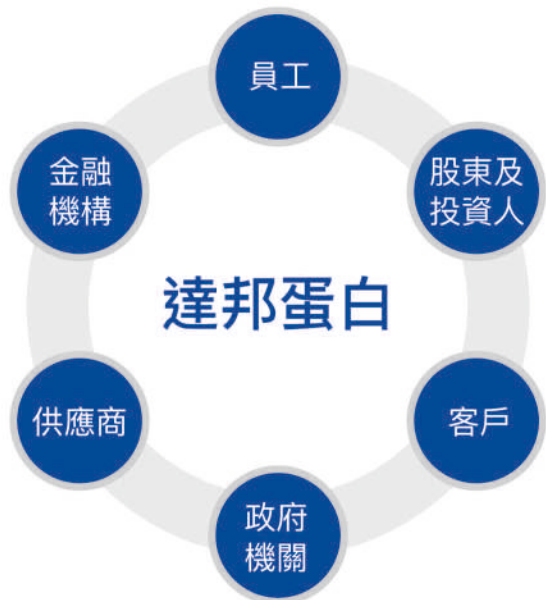 員工
股東及
投資人
客戶
政府
機關
供應商
金融
機構
達邦蛋白